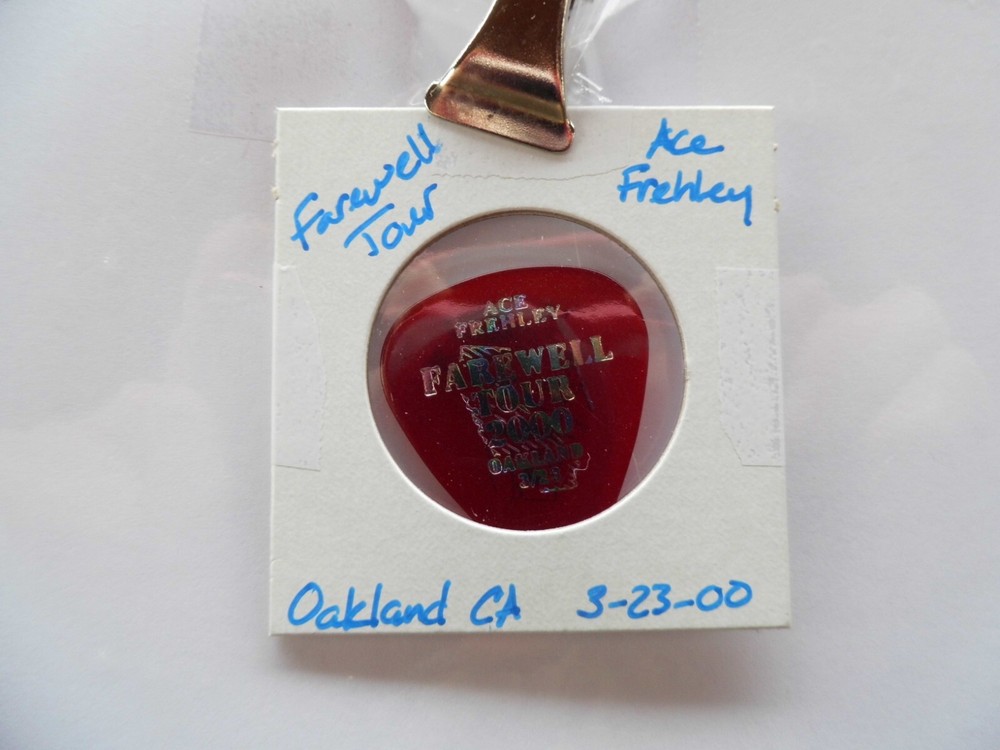 Farewell
Tour
Ace
Frehley
ACE
FREHLEY
FAREWELL
TOUR
2000
OAKLAND
Oakland CA 3-23-00